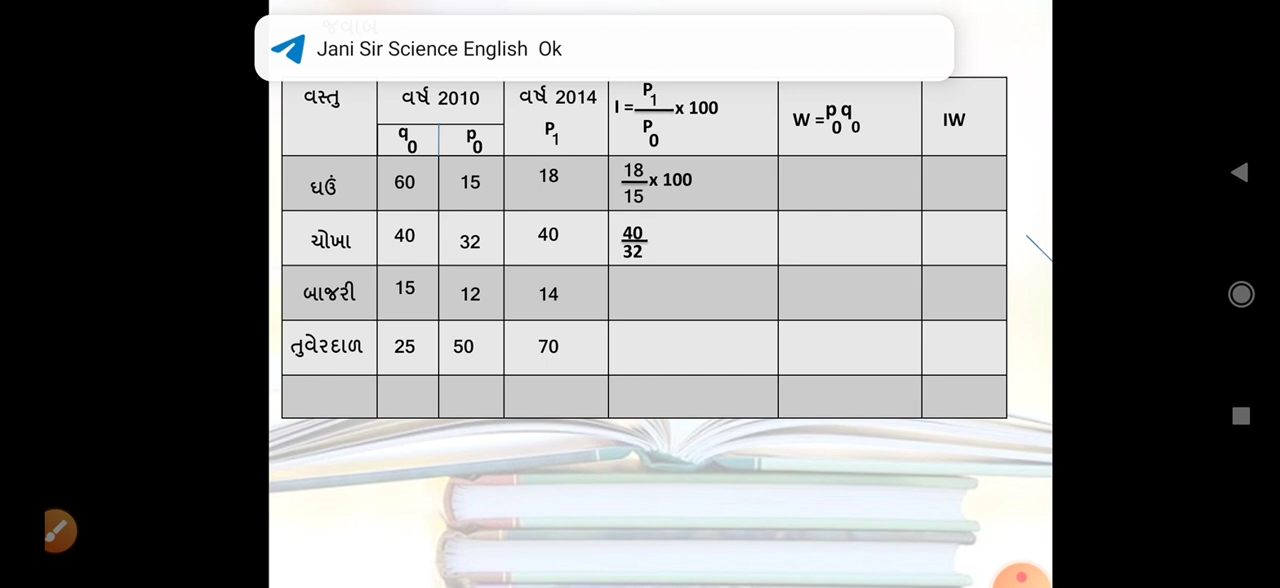 જવાબ
Jani Sir Science English Ok
વસ્તુ વર્ષ 2010 વર્ષ 2014 I = P1/P0 x 100 W = p0q0 IW
q0 p0 P1
ઘઉં 60 15 18 18/15 x 100
ચોખા 40 32 40 40/32
બાજરી 15 12 14
તુવેરદાળ 25 50 70